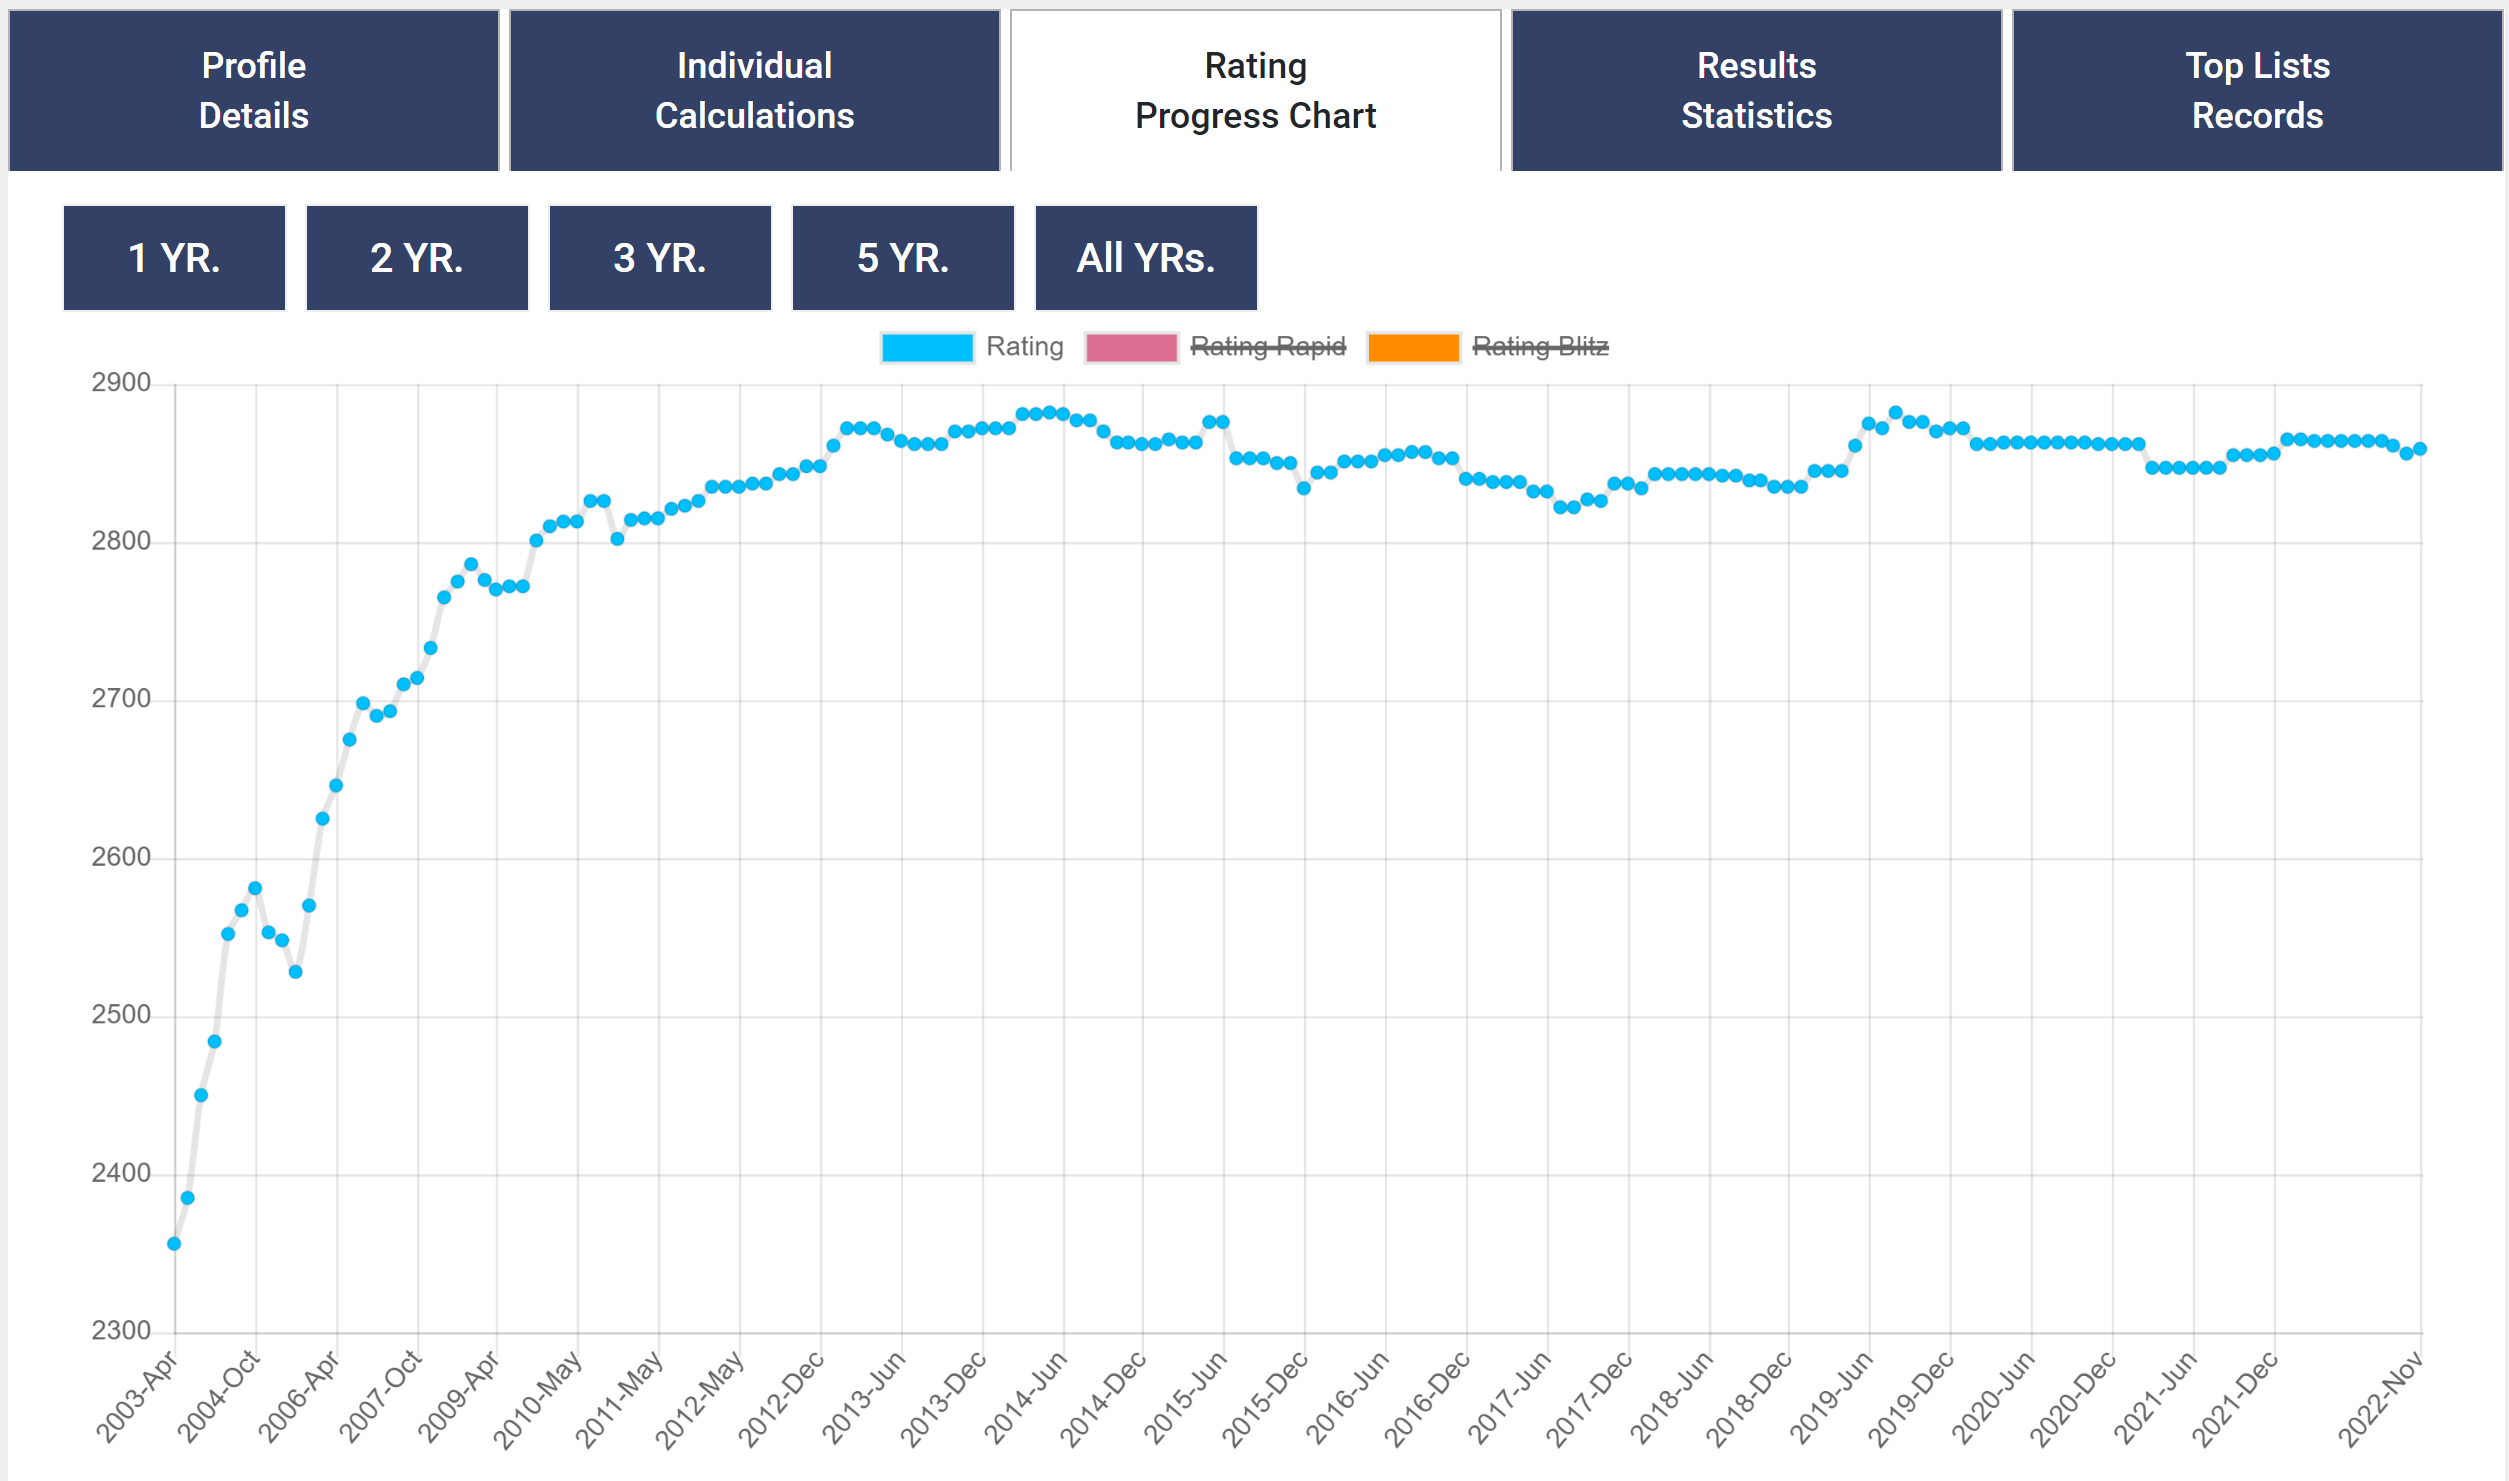 Profile
Details
Individual
Calculations
Rating
Progress Chart
Results
Statistics
Top Lists
Records
1 YR.
2 YR.
3 YR.
5 YR.
All YRs.
Rating
Rating Rapid
Rating Blitz
2900
2800
2700
2600
2500
2400
2300
2003-Apr
2004-Oct
2006-Apr
2007-Oct
2009-Apr
2010-May
2011-May
2012-May
2012-Dec
2013-Jun
2013-Dec
2014-Jun
2014-Dec
2015-Jun
2015-Dec
2016-Jun
2016-Dec
2017-Jun
2017-Dec
2018-Jun
2018-Dec
2019-Jun
2019-Dec
2020-Jun
2020-Dec
2021-Jun
2021-Dec
2022-Nov